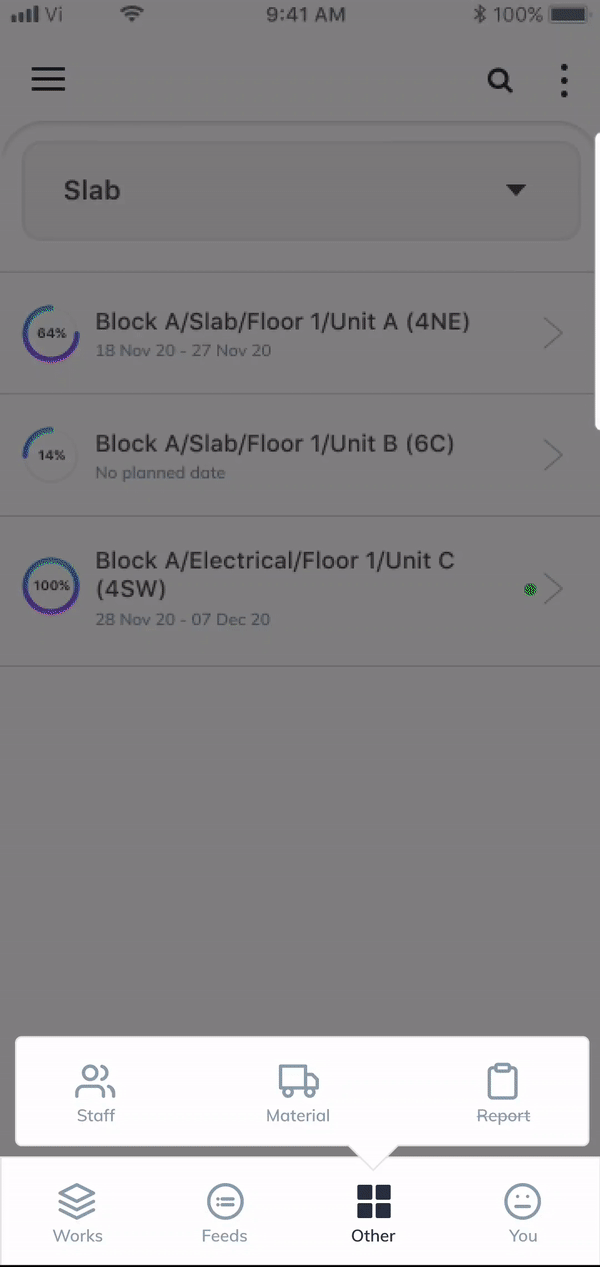 Vi 9:41 AM 100%
Slab
64%
Block A/Slab/Floor 1/Unit A (4NE)
18 Nov 20 - 27 Nov 20
14%
Block A/Slab/Floor 1/Unit B (6C)
No planned date
100%
Block A/Electrical/Floor 1/Unit C
(4SW)
28 Nov 20 - 07 Dec 20
Staff Material Report
Works Feeds Other You